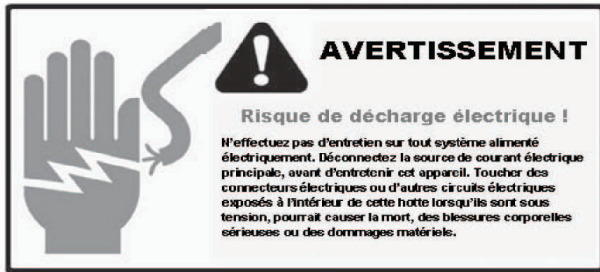 AVERTISSEMENT
Risque de décharge électrique !
N'effectuez pas d'entretien sur tout système alimenté
électriquement. Déconnectez la source de courant électrique
principale, avant d'entretenir cet appareil. Toucher des
connecteurs électriques ou d'autres circuits électriques
exposés à l'intérieur de cette hotte lorsqu'ils sont sous
tension, pourrait causer la mort, des blessures corporelles
sérieuses ou des dommages matériels.